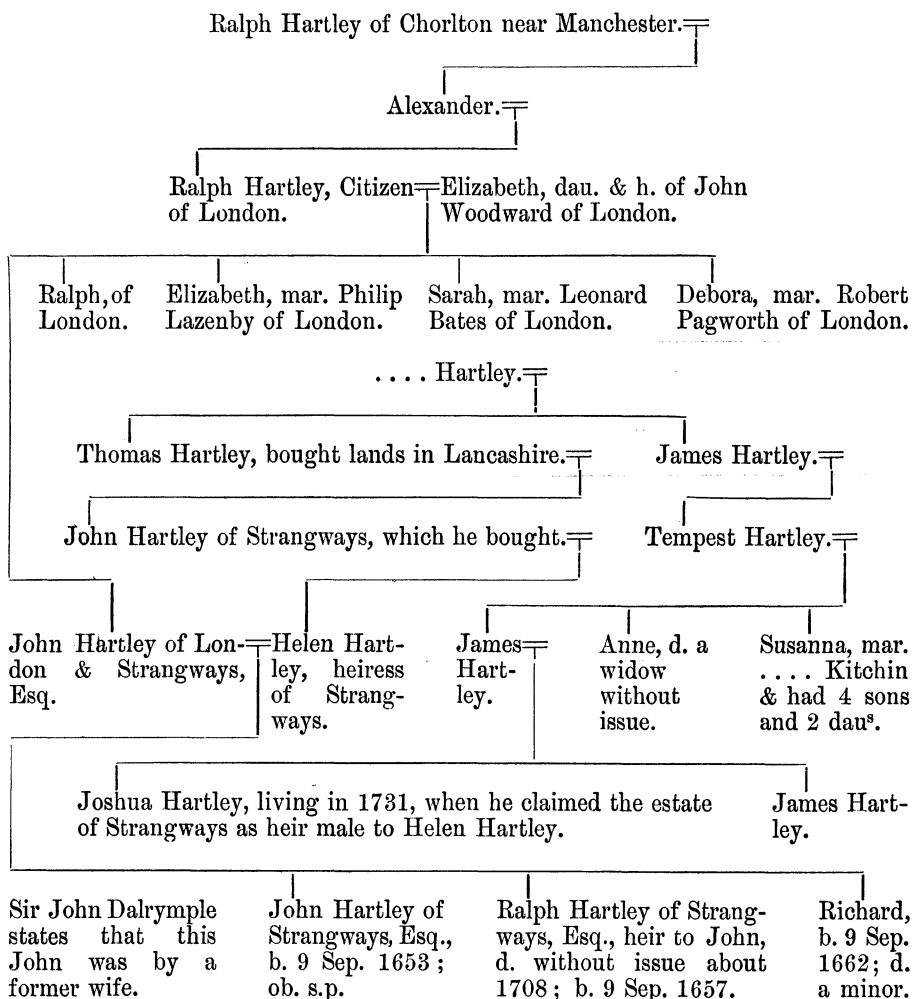 Ralph Hartley of Chorlton near Manchester.
Alexander.
Ralph Hartley, Citizen
of London.
Elizabeth, dau. & h. of John
Woodward of London.
Ralph, of
London.
Elizabeth, mar. Philip
Lazenby of London.
Sarah, mar. Leonard
Bates of London.
Debora, mar. Robert
Pagworth of London.
.... Hartley.
Thomas Hartley, bought lands in Lancashire.
James Hartley.
John Hartley of Strangways, which he bought.
Tempest Hartley.
John Hartley of Lon-
don & Strangways,
Esq.
Helen Hart-
ley, heiress
of Strang-
ways.
James
Hart-
ley.
Anne, d. a
widow
without
issue.
Susanna, mar.
.... Kitchin
& had 4 sons
and 2 daus.
Joshua Hartley, living in 1731, when he claimed the estate
of Strangways as heir male to Helen Hartley.
James Hart-
ley.
Sir John Dalrymple
states that this
John was by a
former wife.
John Hartley of
Strangways, Esq.,
b. 9 Sep. 1653;
ob. s.p.
Ralph Hartley of Strang-
ways, Esq., heir to John,
d. without issue about
1708; b. 9 Sep. 1657.
Richard,
b. 9 Sep.
1662; d.
a minor.